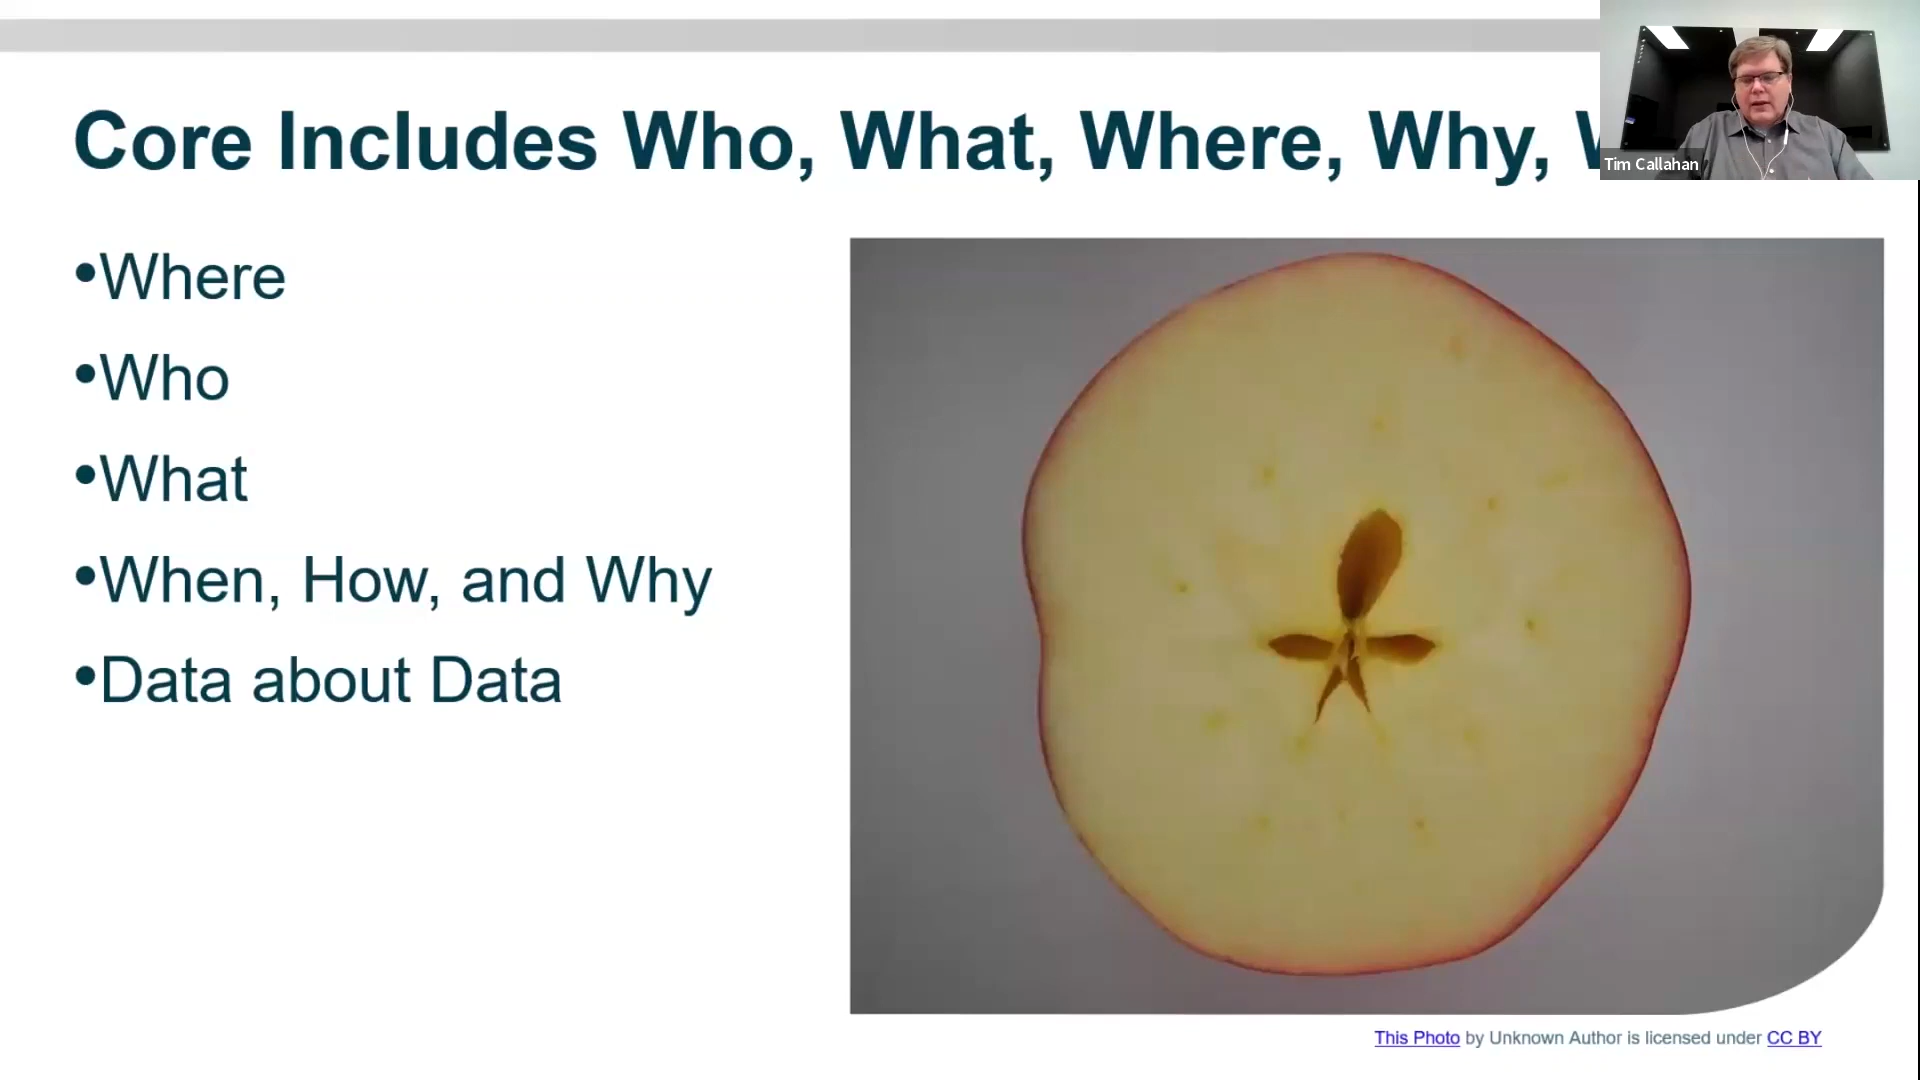 Core Includes Who, What, Where, Why,
Tim Callahan
•Where
•Who
•What
•When, How, and Why
•Data about Data
This Photo by Unknown Author is licensed under CC BY